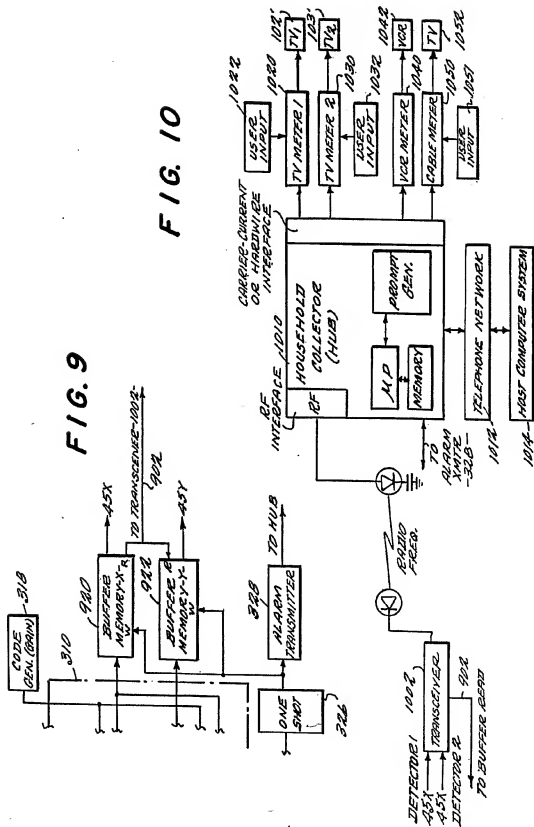 FIG. 9
CODE
GEN. (GAIN)
318
310
920
BUFFER
MEMORY-X-R
W
45X
TO TRANSCEIVER-1002-
902
922
BUFFER R
MEMORY-Y-
W
45Y
328
ALARM
TRANSMITTER
TO HUB
ONE
SHOT
326
FIG. 10
1022
USER
INPUT
1020
TV METER 1
102'
TV1
TV METER 2
1030
103'
TV2
USER
INPUT
1032
VCR METER
1040
1042
VCR
CABLE METER
1050
TV
1052
USER
INPUT
1051
CARRIER-CURRENT
OR HARDWIRE
INTERFACE
1010
HOUSEHOLD
COLLECTOR
(HUB)
RF
INTERFACE
RF
PROMPT
GEN.
MP
MEMORY
TO
ALARM
XMTR
-328-
TELEPHONE NETWORK
1012
HOST COMPUTER SYSTEM
1014
RADIO
FREQ.
DETECTOR 1
45X
45X
DETECTOR 2
1002
TRANSCEIVER
902
TO BUFFER READ